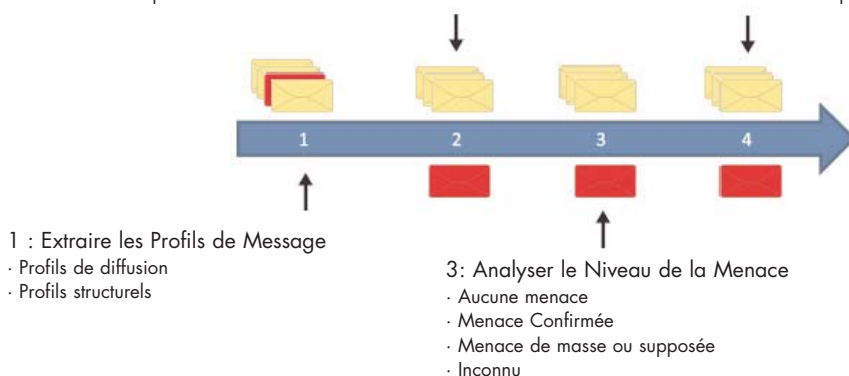 1
2
3
4
1 : Extraire les Profils de Message
· Profils de diffusion
· Profils structurels
3: Analyser le Niveau de la Menace
· Aucune menace
· Menace Confirmée
· Menace de masse ou supposée
· Inconnu